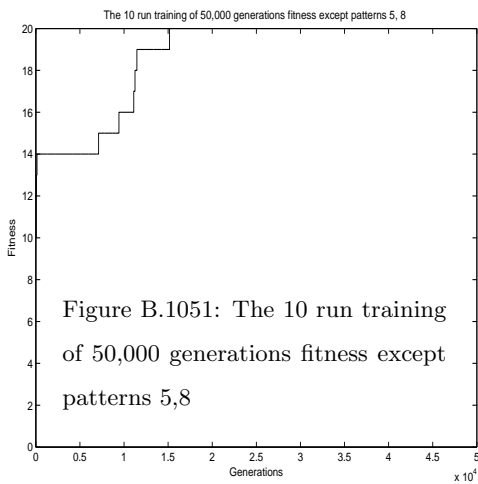 The 10 run training of 50,000 generations fitness except patterns 5, 8
20
18
16
14
12
10
8
6
4
2
0
Fitness
Figure B.1051: The 10 run training
of 50,000 generations fitness except
patterns 5,8
0 0.5 1 1.5 2 2.5 3 3.5 4 4.5 5
Generations
x 10^4